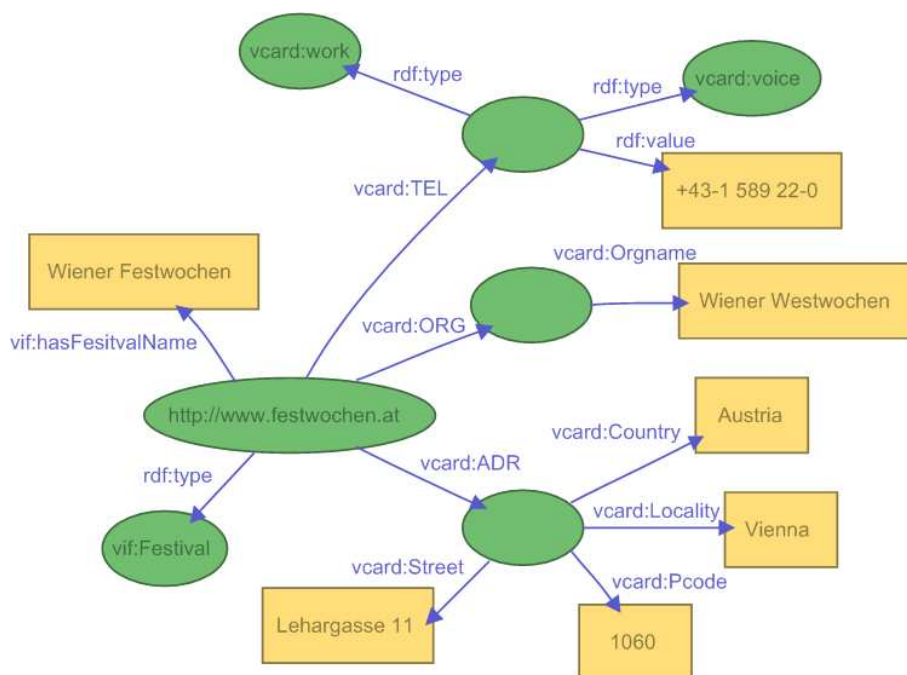 vcard:work
rdf:type
rdf:type
vcard:voice
rdf:value
vcard:TEL
+43-1 589 22-0
Wiener Festwochen
vcard:Orgname
vif:hasFesitvalName
vcard:ORG
Wiener Westwochen
http://www.festwochen.at
Austria
vcard:Country
rdf:type
vcard:ADR
vcard:Locality
vif:Festival
Vienna
vcard:Street
vcard:Pcode
Lehargasse 11
1060